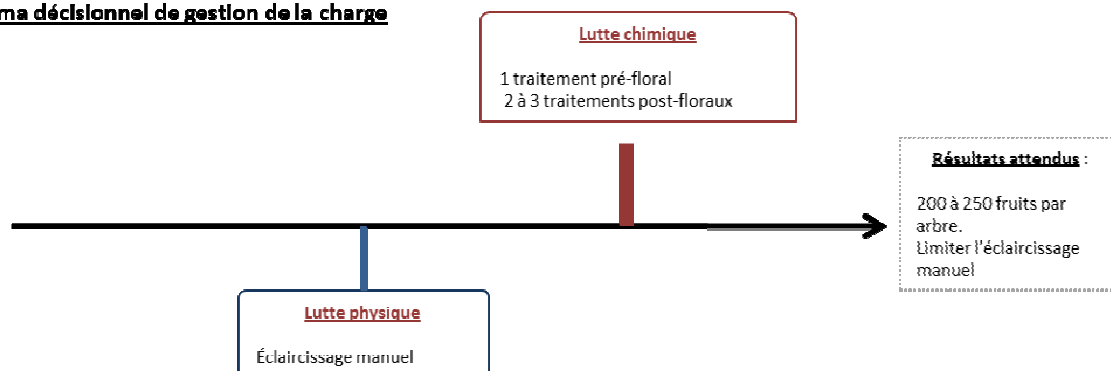 ma décisionnel de gestion de la charge
Lutte chimique
1 traitement pré-floral
2 à 3 traitements post-floraux
Résultats attendus :
200 à 250 fruits par
arbre.
Limiter l'éclaircissage
manuel
Lutte physique
Éclaircissage manuel